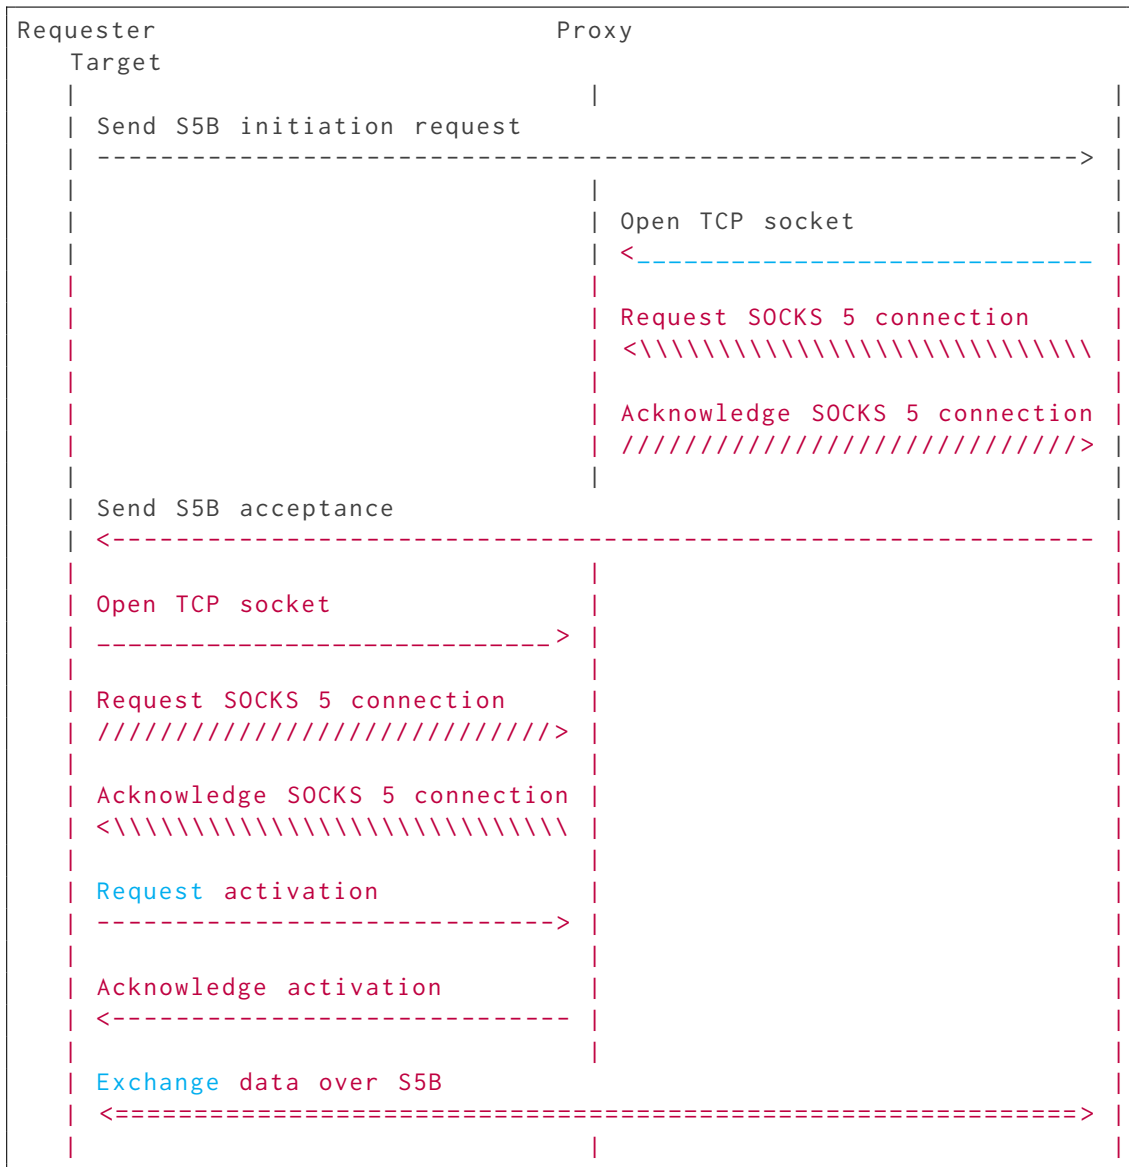 Requester                         Proxy
   Target
   |                                |                                |
   | Send S5B initiation request                                     |
   | --------------------------------------------------------------> |
   |                                |                                |
   |                                | Open TCP socket                |
   |                                | <_____________________________ |
   |                                |                                |
   |                                | Request SOCKS 5 connection     |
   |                                | <\\\\\\\\\\\\\\\\\\\\\\\\\\\\\ |
   |                                |                                |
   |                                | Acknowledge SOCKS 5 connection |
   |                                | /////////////////////////////> |
   |                                |                                |
   | Send S5B acceptance                                             |
   | <-------------------------------------------------------------- |
   |                                |                                |
   | Open TCP socket                |                                |
   | _____________________________> |                                |
   |                                |                                |
   | Request SOCKS 5 connection     |                                |
   | /////////////////////////////> |                                |
   |                                |                                |
   | Acknowledge SOCKS 5 connection |                                |
   | <\\\\\\\\\\\\\\\\\\\\\\\\\\\\\ |                                |
   |                                |                                |
   | Request activation             |                                |
   | -----------------------------> |                                |
   |                                |                                |
   | Acknowledge activation         |                                |
   | <----------------------------- |                                |
   |                                |                                |
   | Exchange data over S5B                                          |
   | <=============================================================> |
   |                                |                                |